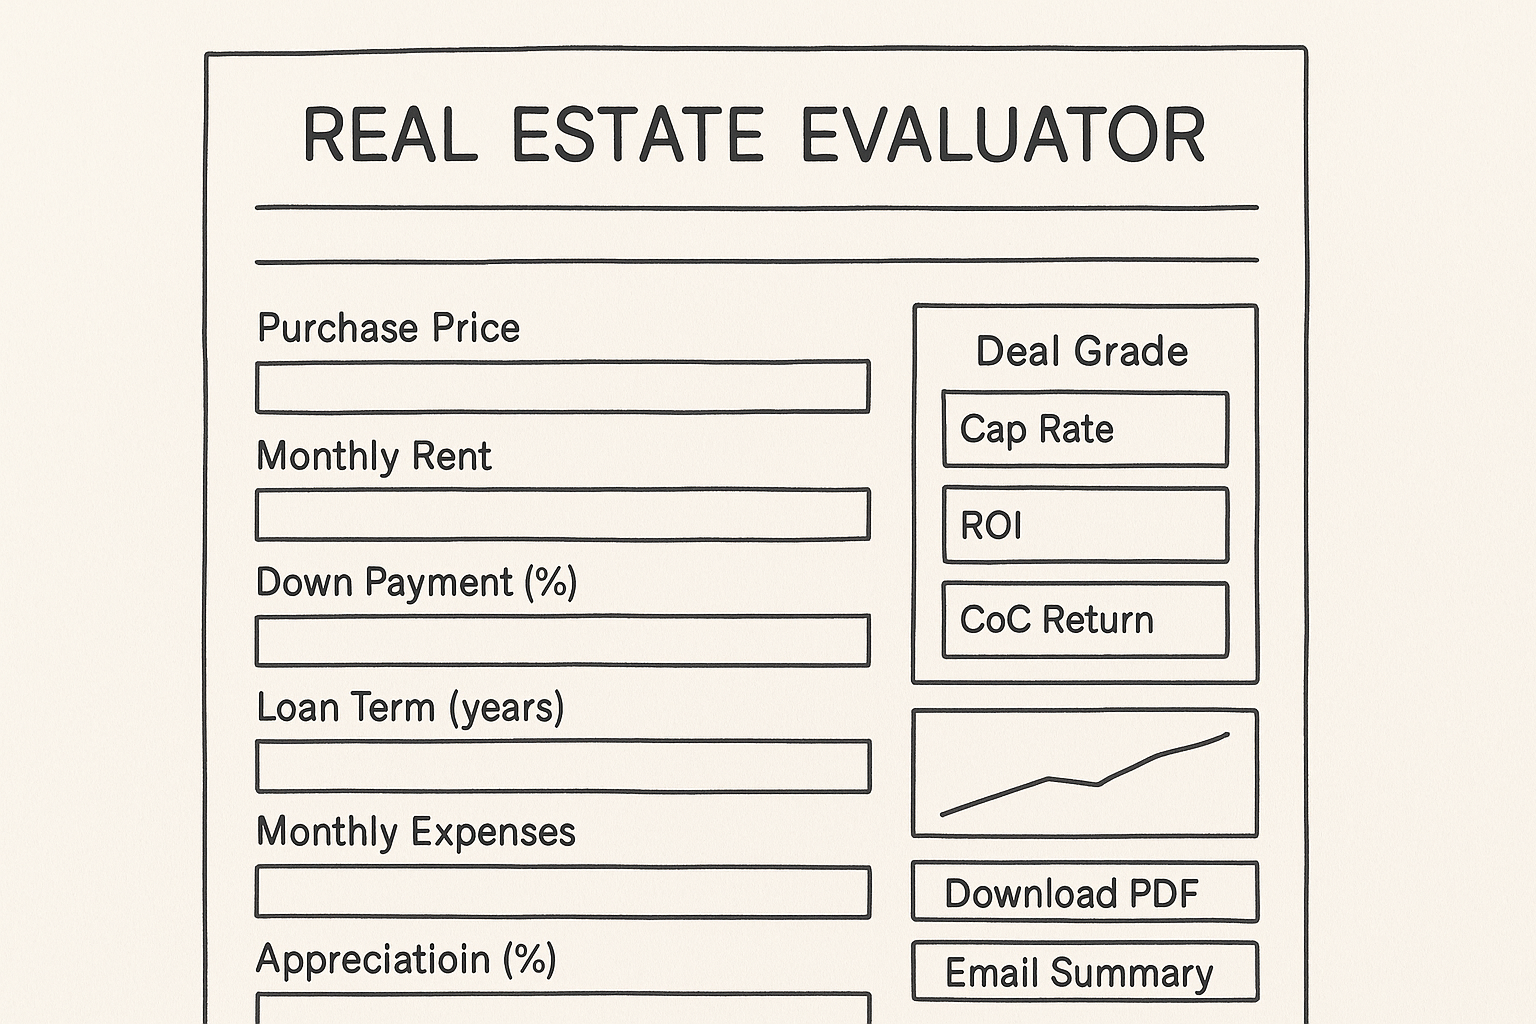 REAL ESTATE EVALUATOR
Purchase Price
Monthly Rent
Down Payment (%)
Loan Term (years)
Monthly Expenses
Appreciatioin (%)
Deal Grade
Cap Rate
ROI
CoC Return
Download PDF
Email Summary